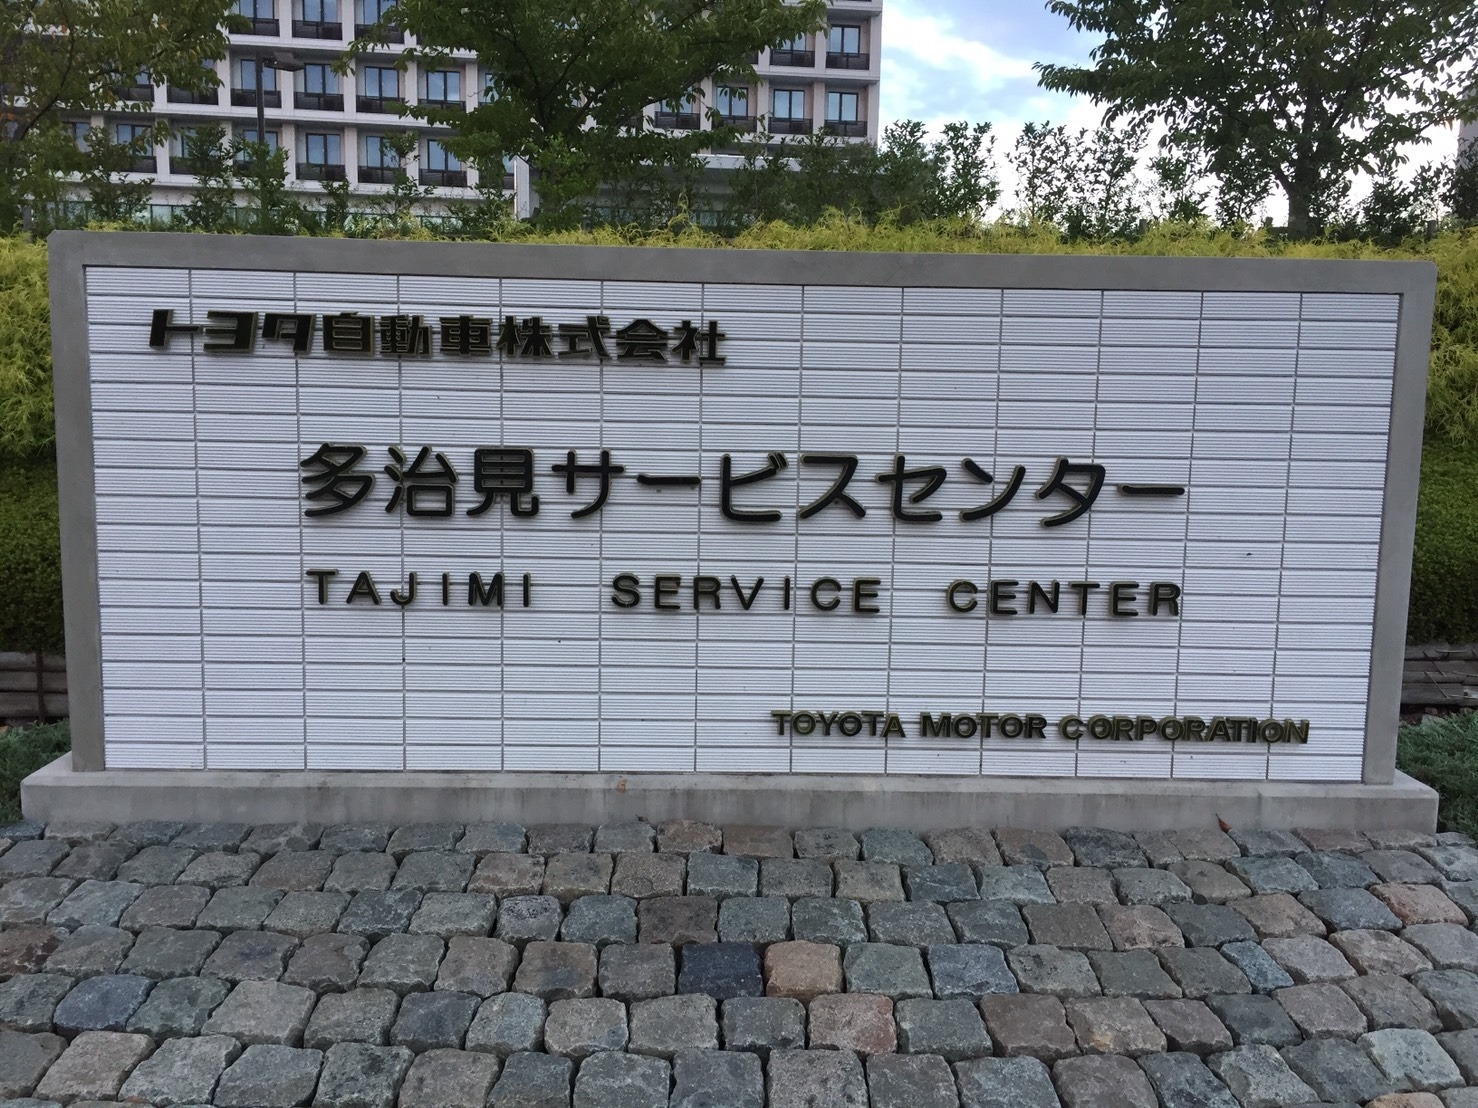 トヨタ自動車株式会社
多治見サービスセンター
TAJIMI SERVICE CENTER
TOYOTA MOTOR CORPORATION